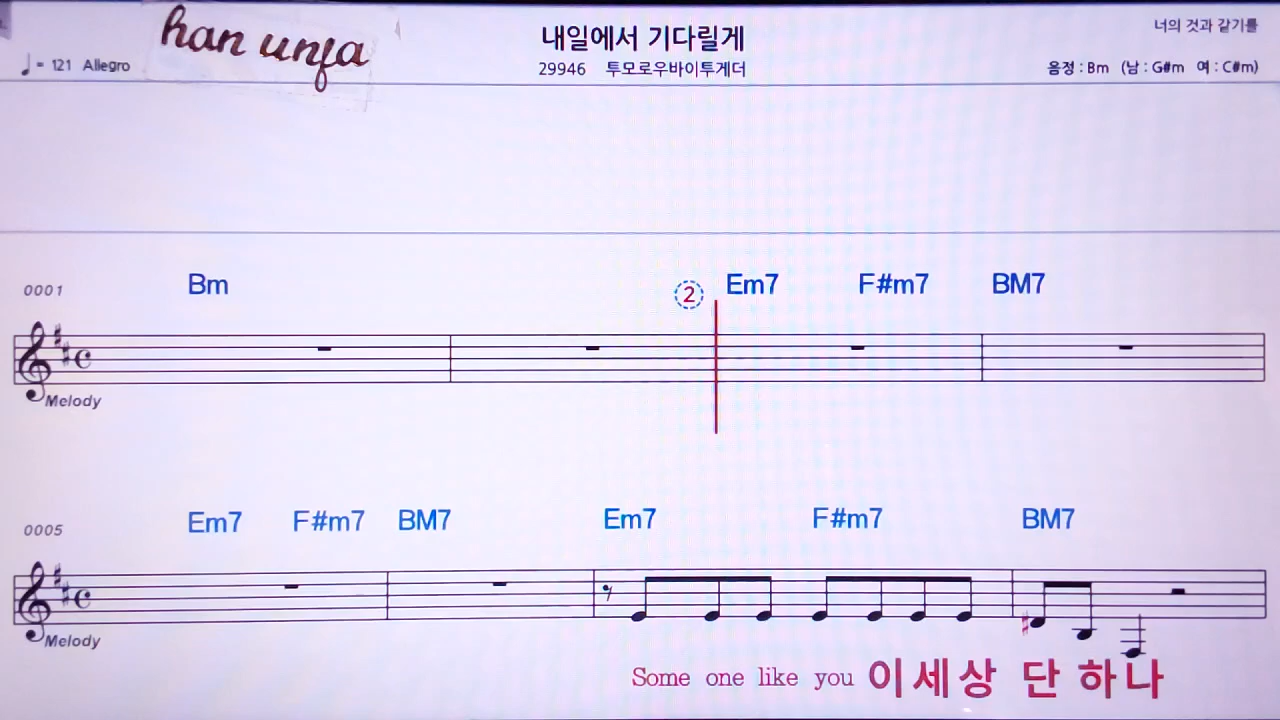 han unfa
내일에서 기다릴게
너의 것과 같기를
♩ = 121 Allegro
29946 투모로우바이투게더
음정 : Bm (남 : G#m 여 : C#m)
0001 Bm ② Em7 F#m7 BM7
Melody
0005 Em7 F#m7 BM7 Em7 F#m7 BM7
Melody
Some one like you 이 세 상 단 하 나